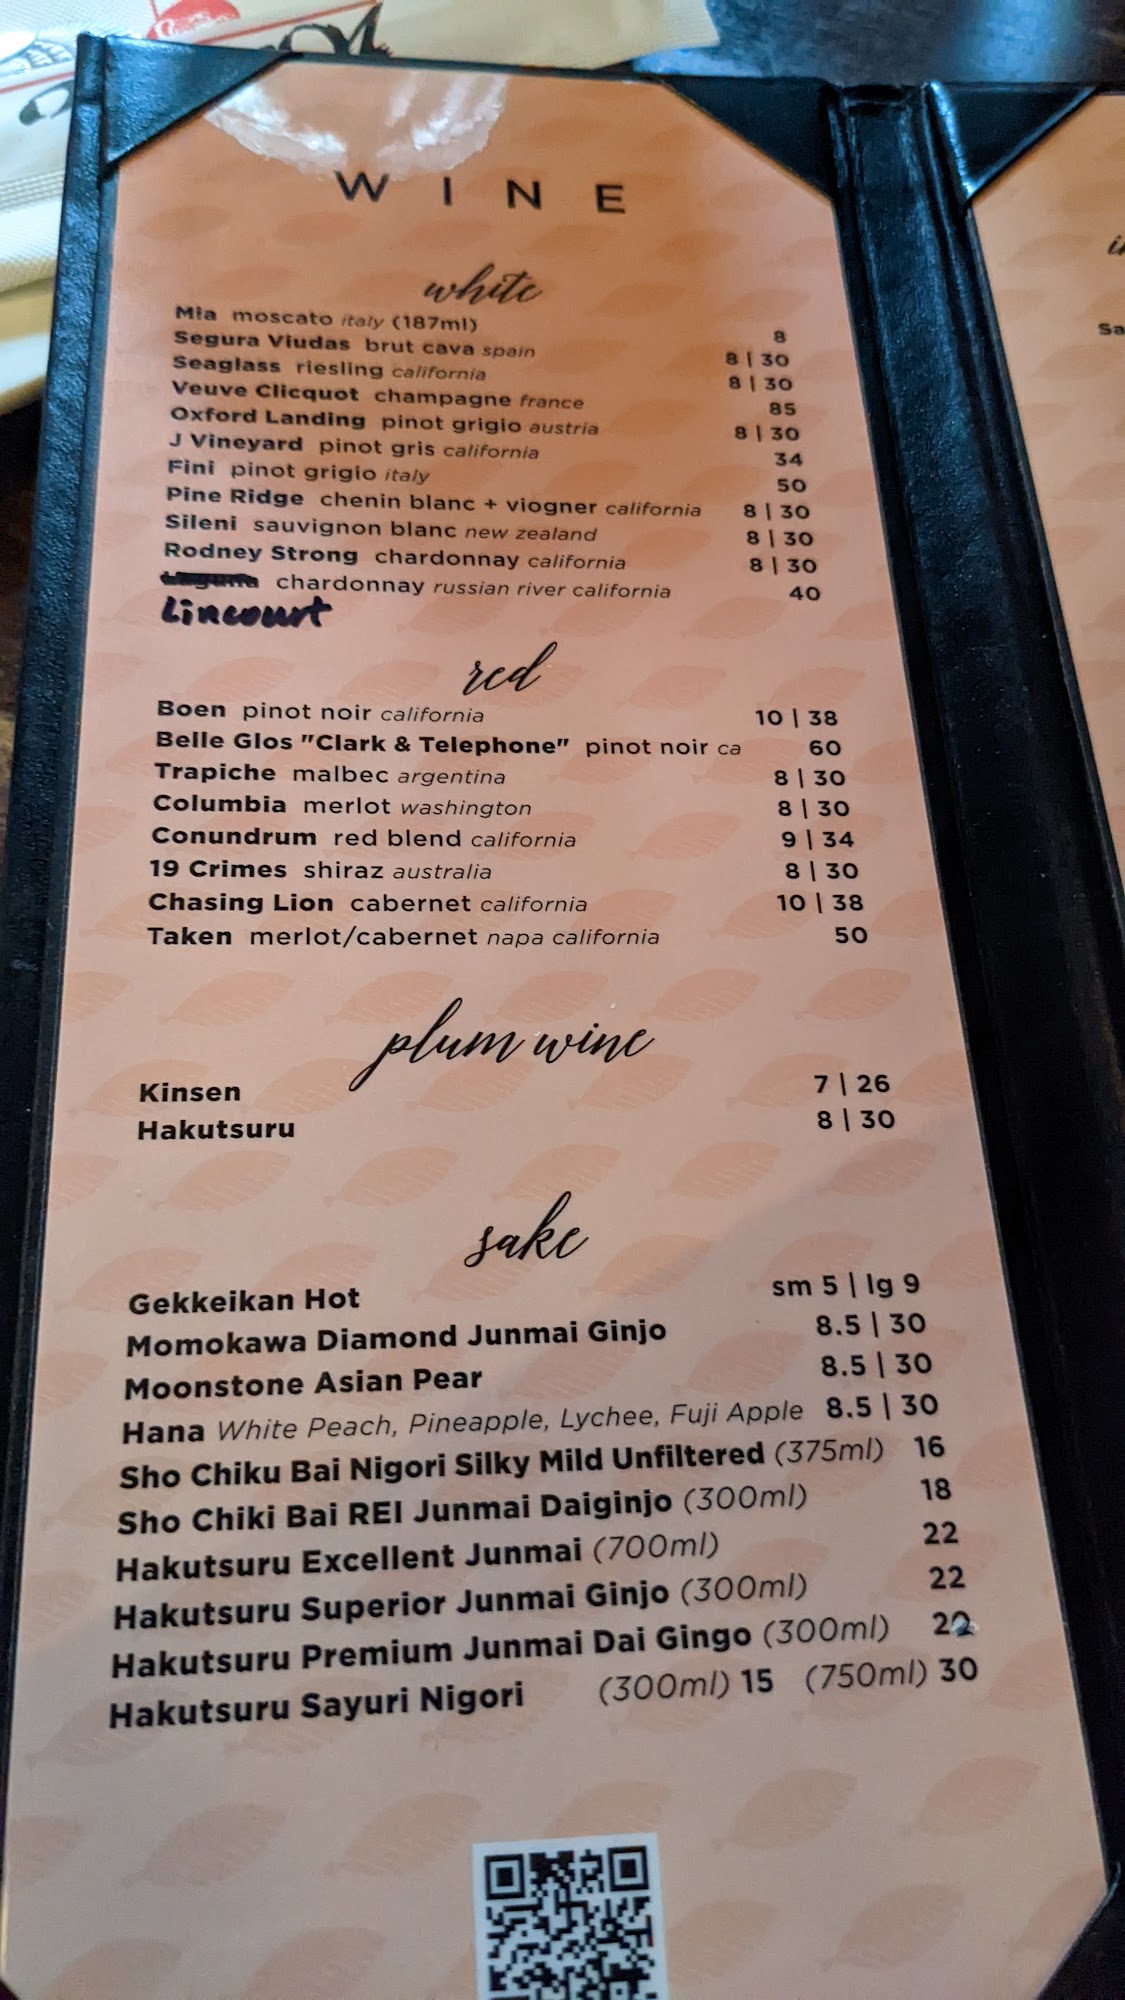 WINE
white
Mia moscato italy (187ml) 8
Segura Viudas brut cava spain 8 | 30
Seaglass riesling california 8 | 30
Veuve Clicquot champagne france 85
Oxford Landing pinot grigio austria 8 | 30
J Vineyard pinot gris california 34
Fini pinot grigio italy 50
Pine Ridge chenin blanc + viogner california 8 | 30
Sileni sauvignon blanc new zealand 8 | 30
Rodney Strong chardonnay california 8 | 30
chardonnay russian river california 40
Lincourt
red
Boen pinot noir california 10 | 38
Belle Glos "Clark & Telephone" pinot noir ca 60
Trapiche malbec argentina 8 | 30
Columbia merlot washington 8 | 30
Conundrum red blend california 9 | 34
19 Crimes shiraz australia 8 | 30
Chasing Lion cabernet california 10 | 38
Taken merlot/cabernet napa california 50
plum wine
Kinsen 7 | 26
Hakutsuru 8 | 30
sake
Gekkeikan Hot sm 5 | lg 9
Momokawa Diamond Junmai Ginjo 8.5 | 30
Moonstone Asian Pear 8.5 | 30
Hana White Peach, Pineapple, Lychee, Fuji Apple 8.5 | 30
Sho Chiku Bai Nigori Silky Mild Unfiltered (375ml) 16
Sho Chiki Bai REI Junmai Daiginjo (300ml) 18
Hakutsuru Excellent Junmai (700ml) 22
Hakutsuru Superior Junmai Ginjo (300ml) 22
Hakutsuru Premium Junmai Dai Gingo (300ml) 22
Hakutsuru Sayuri Nigori (300ml) 15 (750ml) 30
Sa